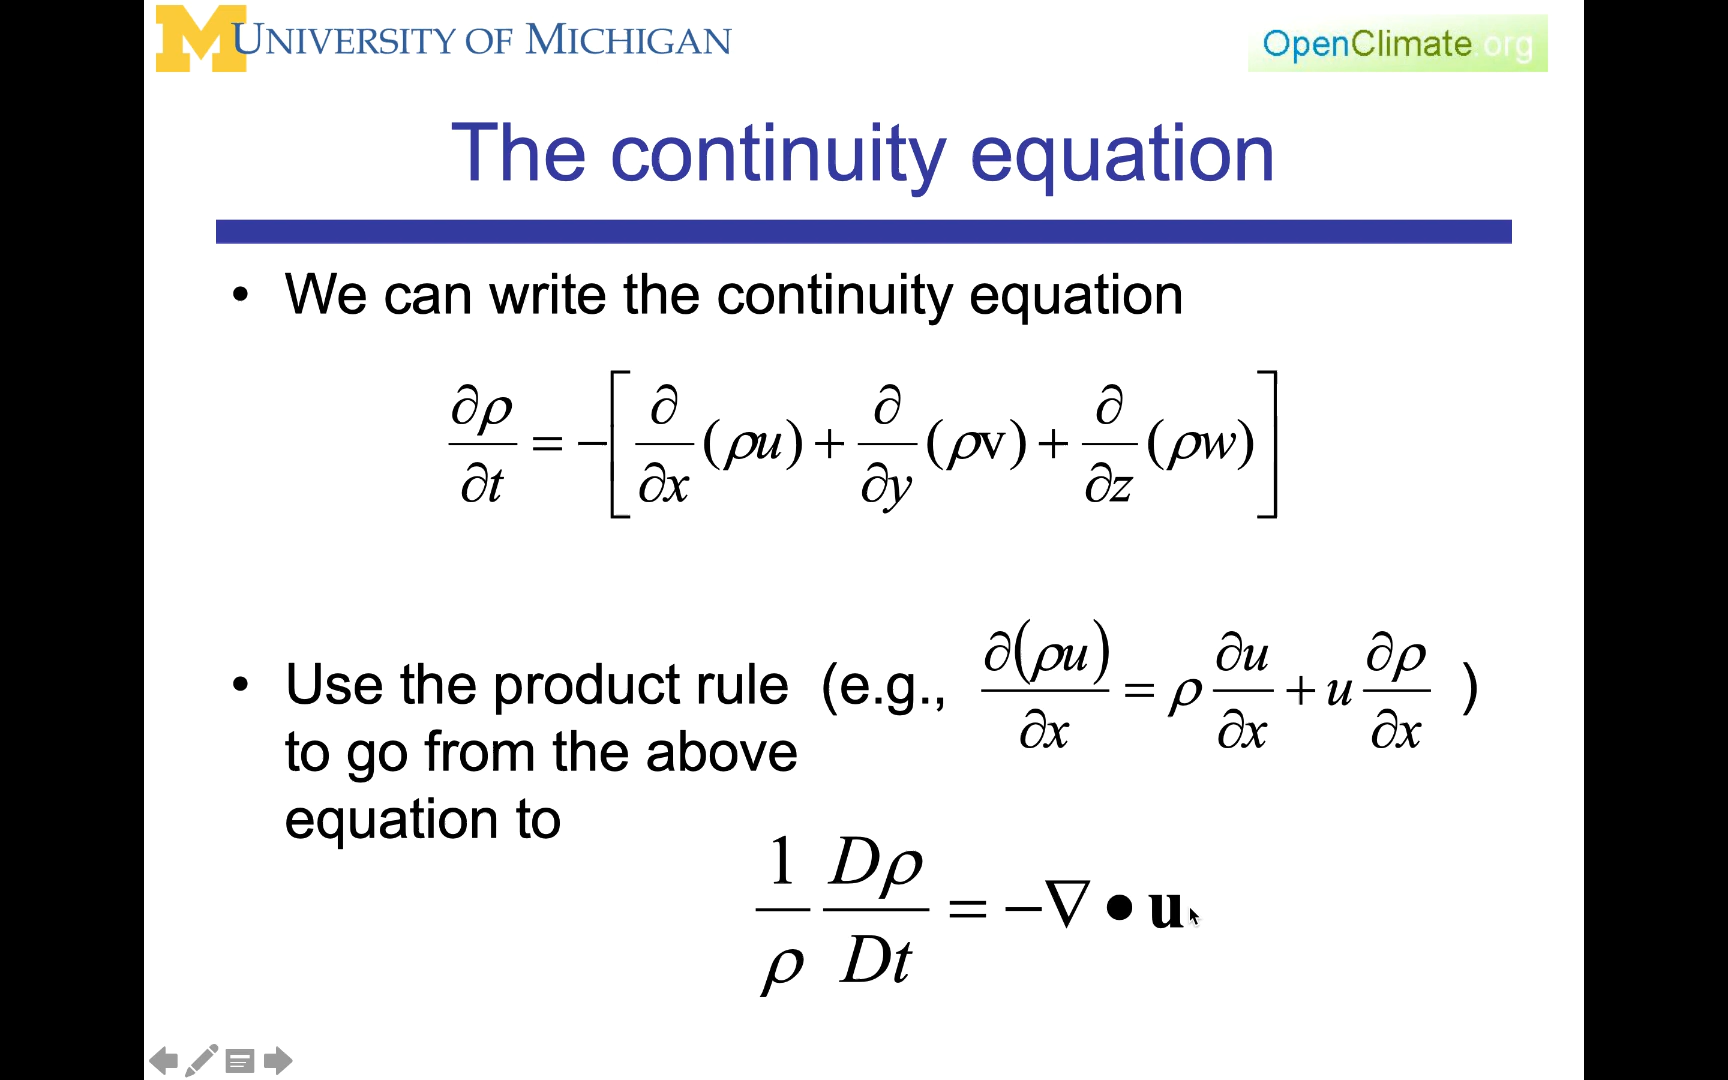 M UNIVERSITY OF MICHIGAN
OpenClimate.org
The continuity equation
• We can write the continuity equation
∂ρ/∂t = −[∂/∂x (ρu) + ∂/∂y (ρv) + ∂/∂z (ρw)]
• Use the product rule (e.g., ∂(ρu)/∂x = ρ ∂u/∂x + u ∂ρ/∂x )
to go from the above
equation to
1/ρ Dρ/Dt = −∇ • u